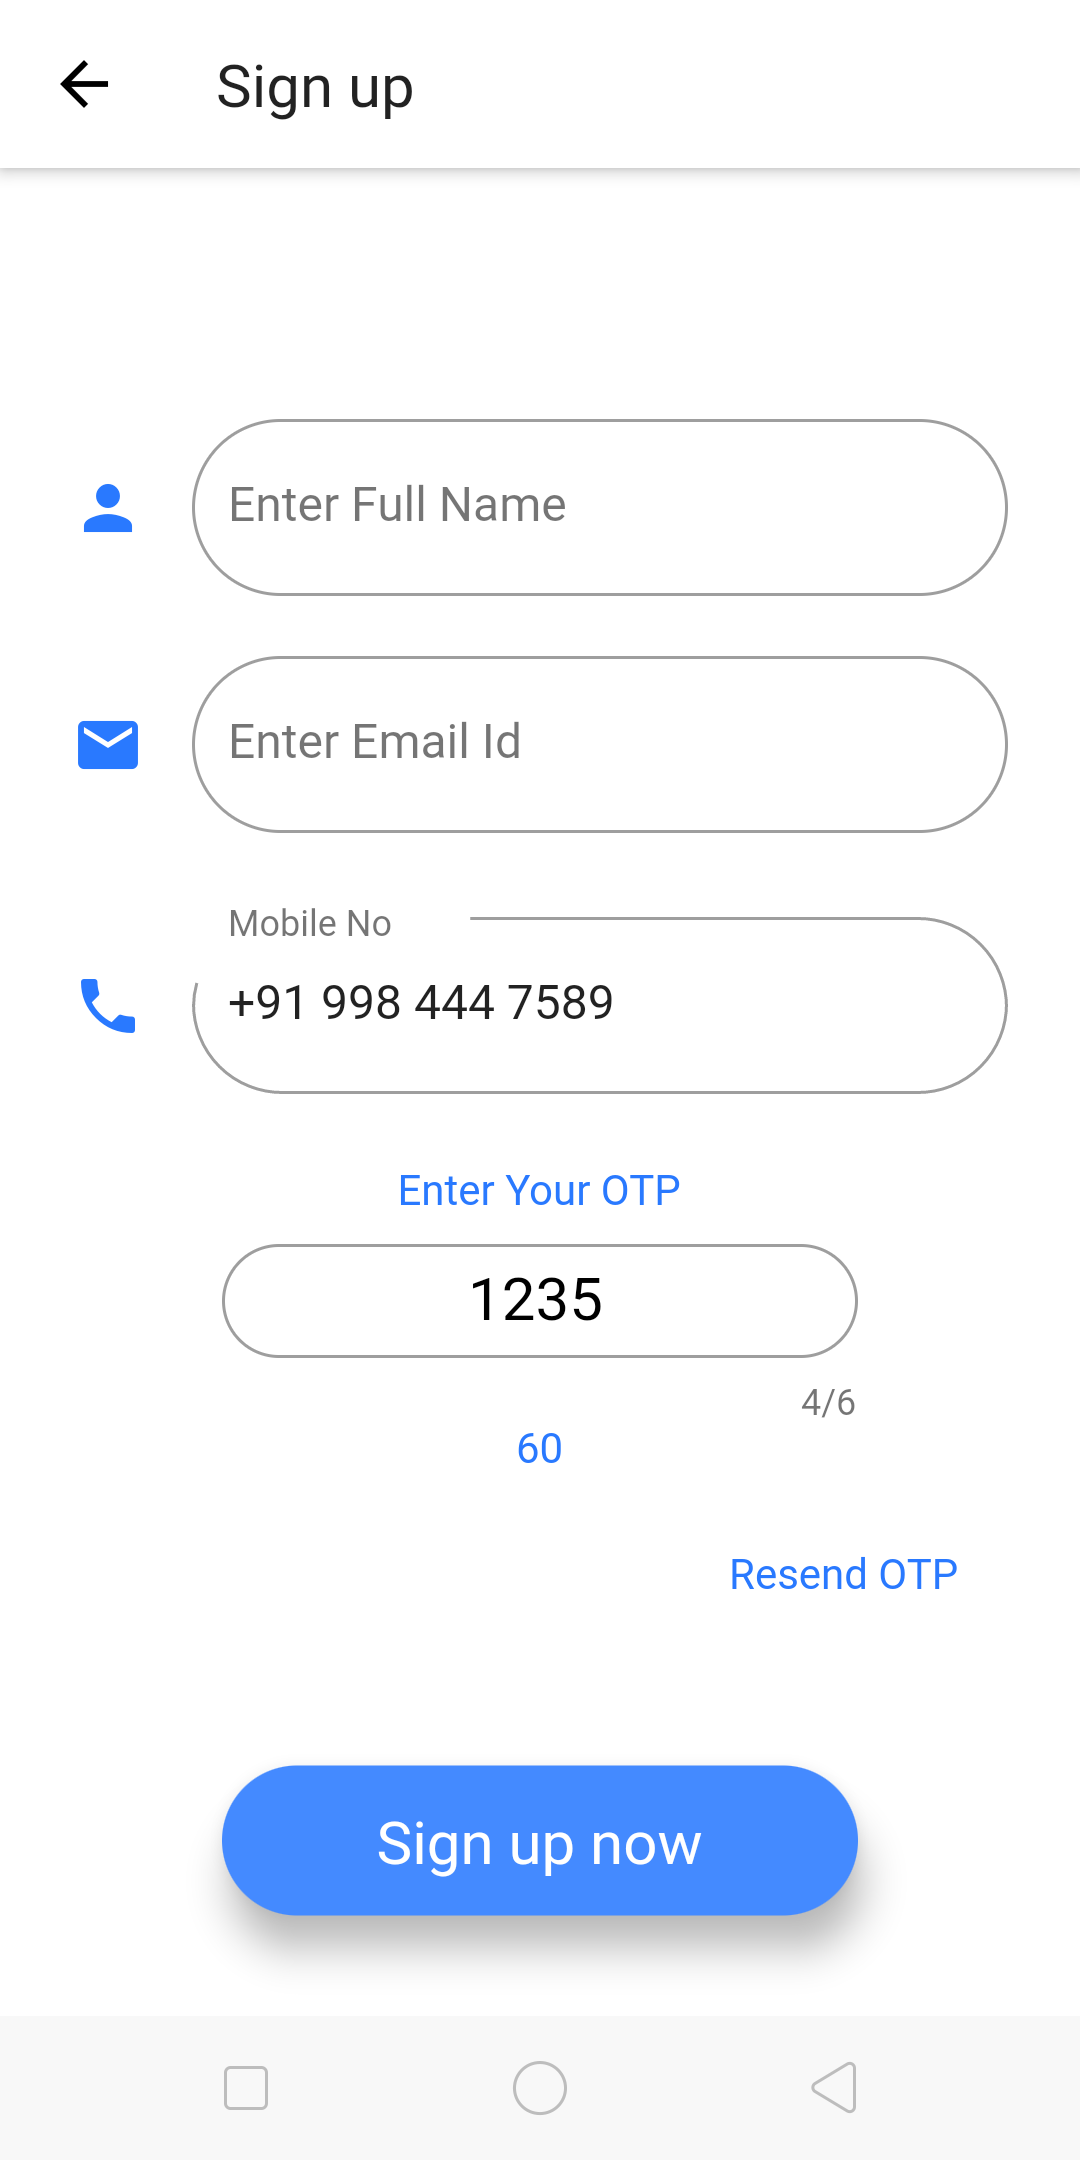 Sign up
Enter Full Name
Enter Email Id
Mobile No
+91 998 444 7589
Enter Your OTP
1235
4/6
60
Resend OTP
Sign up now